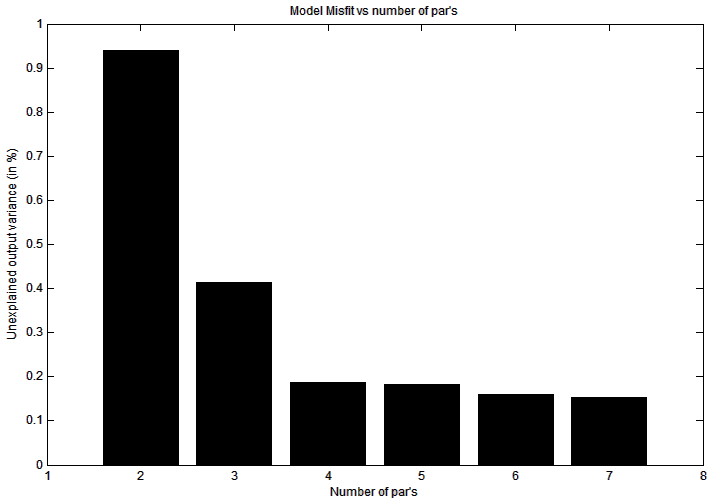 Model Misfit vs number of par's
Unexplained output variance (in %)
1
0.9
0.8
0.7
0.6
0.5
0.4
0.3
0.2
0.1
0
1 2 3 4 5 6 7 8
Number of par's